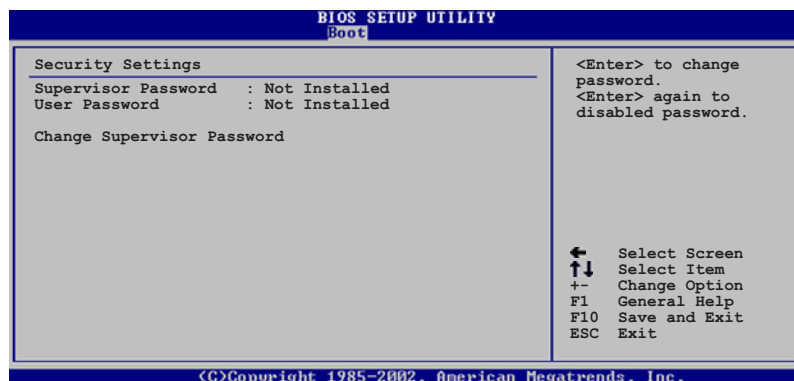 BIOS SETUP UTILITY
Boot
Security Settings
Supervisor Password : Not Installed
User Password : Not Installed
Change Supervisor Password
<Enter> to change
password.
<Enter> again to
disabled password.
← Select Screen
↑↓ Select Item
+- Change Option
F1 General Help
F10 Save and Exit
ESC Exit
(C)Copyright 1985-2002, American Megatrends, Inc.